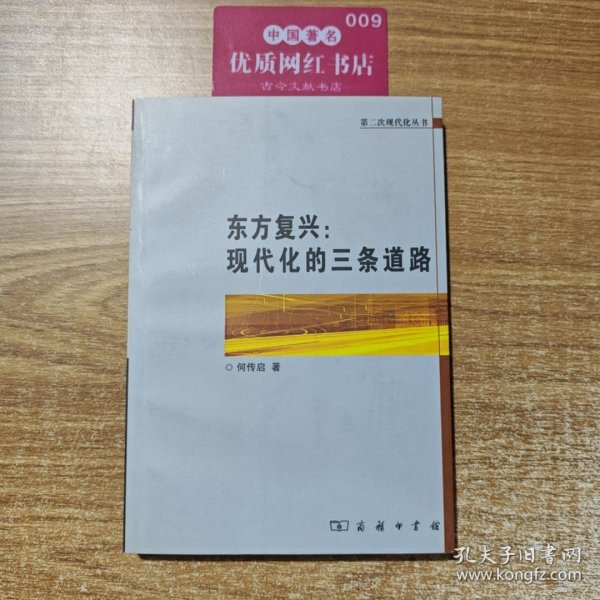 009
中国著名
优质网红书店
古今文献书店
第二次现代化丛书
东方复兴：
现代化的三条道路
◎ 何传启 著
商务印书馆
孔夫子旧书网
www.kongfz.com